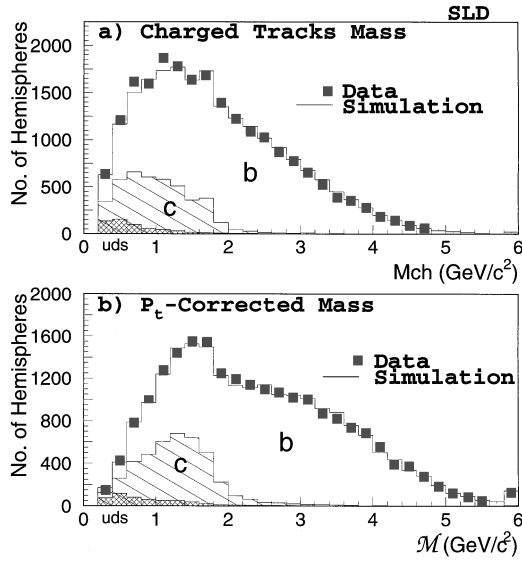 SLD
a) Charged Tracks Mass
2000
1500
1000
500
0
No. of Hemispheres
Data
Simulation
b
c
uds
0 1 2 3 4 5 6
Mch (GeV/c²)
b) Pt-Corrected Mass
2000
1600
1200
800
400
0
No. of Hemispheres
Data
Simulation
b
c
uds
0 1 2 3 4 5 6
ℳ (GeV/c²)